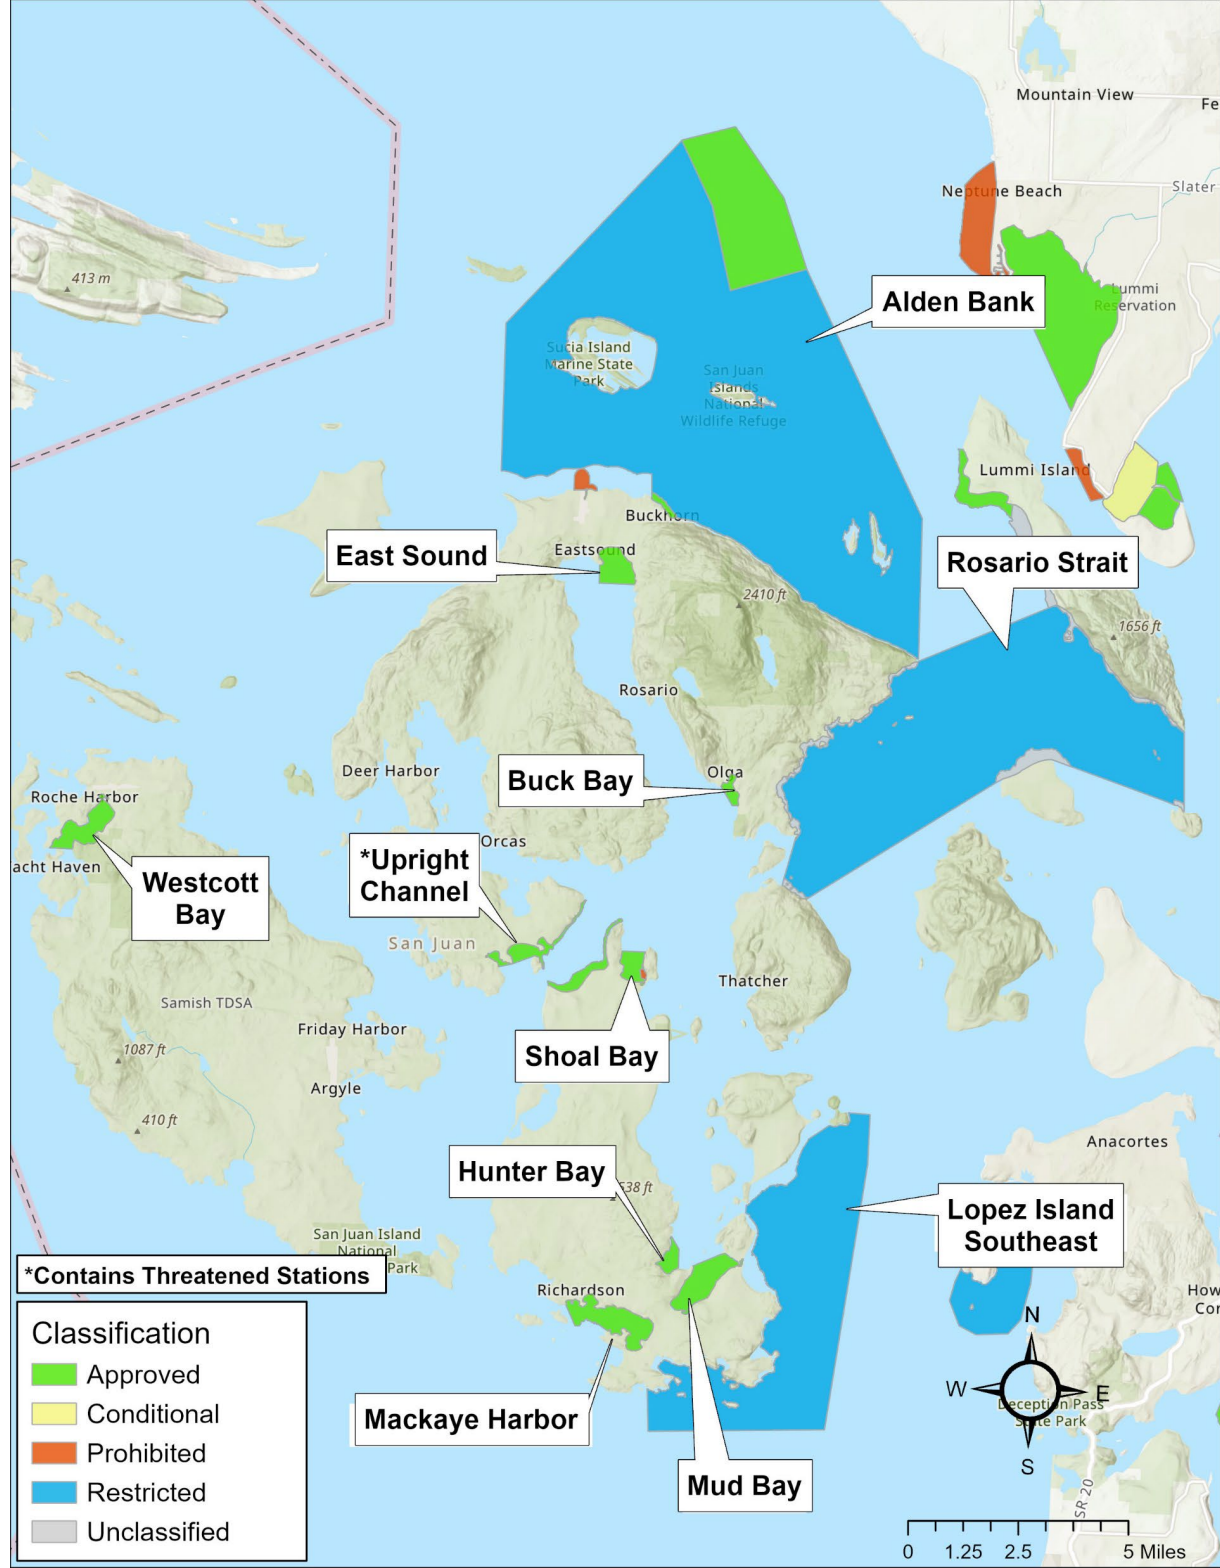 Mountain View
Fe
Neptune Beach
Slater
413 m
Alden Bank
Lummi
Reservation
Sucia Island
Marine State
Park
San Juan
Islands
National
Wildlife Refuge
Lummi Island
Buckhorn
East Sound
Eastsound
Rosario Strait
2410 ft
1656 ft
Rosario
Deer Harbor
Buck Bay
Olga
Roche Harbor
Orcas
acht Haven
*Upright
Channel
Westcott
Bay
San Juan
Thatcher
Samish TDSA
Friday Harbor
Shoal Bay
1087 ft
Argyle
410 ft
Anacortes
Hunter Bay
538 ft
Lopez Island
Southeast
San Juan Island
National
Park
*Contains Threatened Stations
Richardson
How
Cor
N
W
E
S
Deception Pass
State Park
Mackaye Harbor
Mud Bay
SR 20
Classification
Approved
Conditional
Prohibited
Restricted
Unclassified
0 1.25 2.5 5 Miles